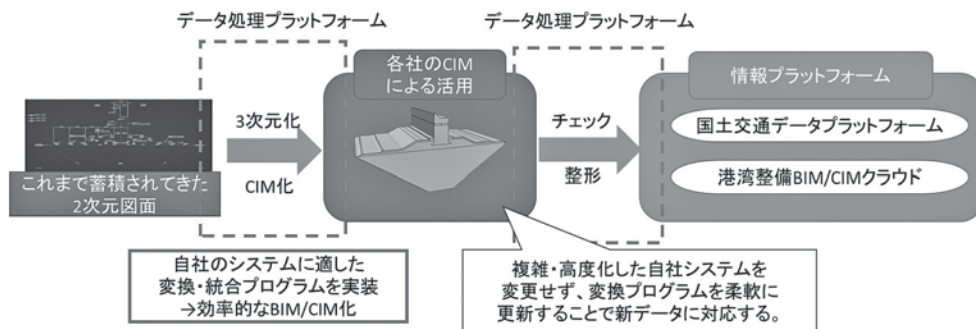 データ処理プラットフォーム
データ処理プラットフォーム
各社のCIM
による活用
情報プラットフォーム
3次元化
CIM化
チェック
整形
国土交通データプラットフォーム
港湾整備BIM/CIMクラウド
これまで蓄積されてきた
2次元図面
自社のシステムに適した
変換・統合プログラムを実装
→効率的なBIM/CIM化
複雑・高度化した自社システムを
変更せず、変換プログラムを柔軟に
更新することで新データに対応する。